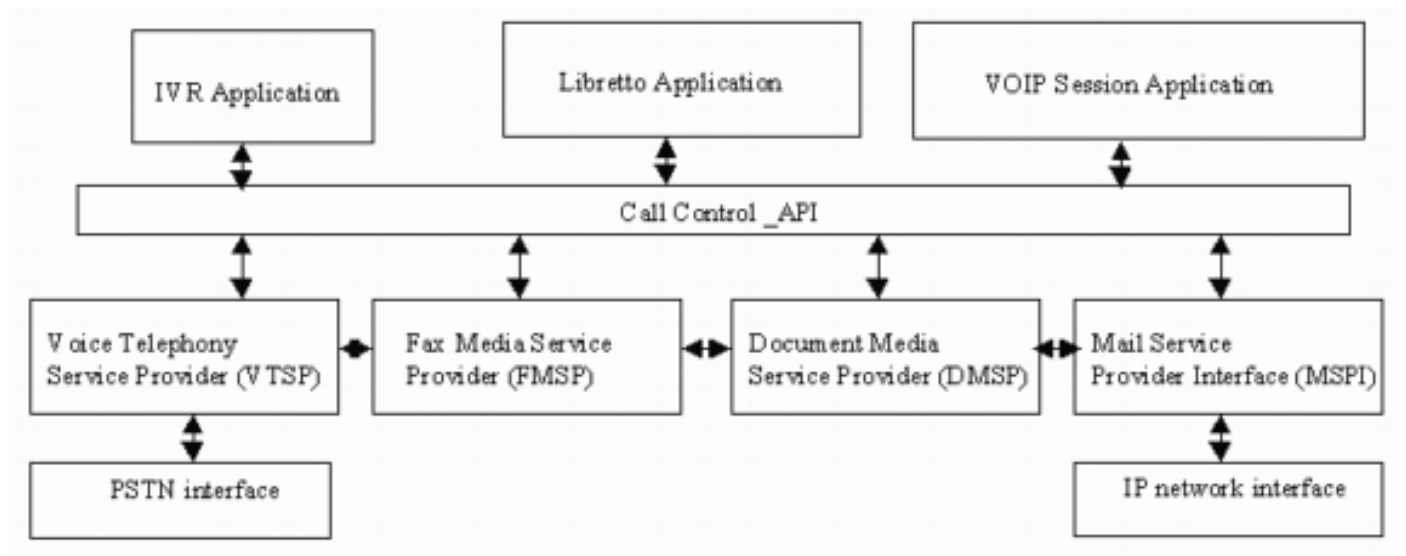 IVR Application
Libretto Application
VOIP Session Application
Call Control _API
Voice Telephony
Service Provider (VTSP)
Fax Media Service
Provider (FMSP)
Document Media
Service Provider (DMSP)
Mail Service
Provider Interface (MSPI)
PSTN interface
IP network interface